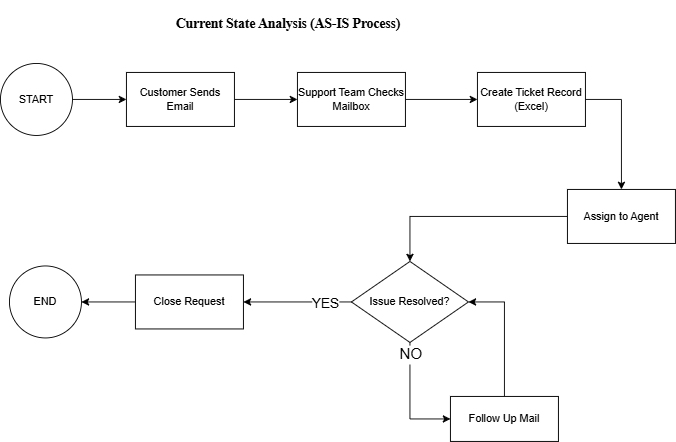 Current State Analysis (AS-IS Process)
START
Customer Sends
Email
Support Team Checks
Mailbox
Create Ticket Record
(Excel)
Assign to Agent
Issue Resolved?
YES
Close Request
END
NO
Follow Up Mail